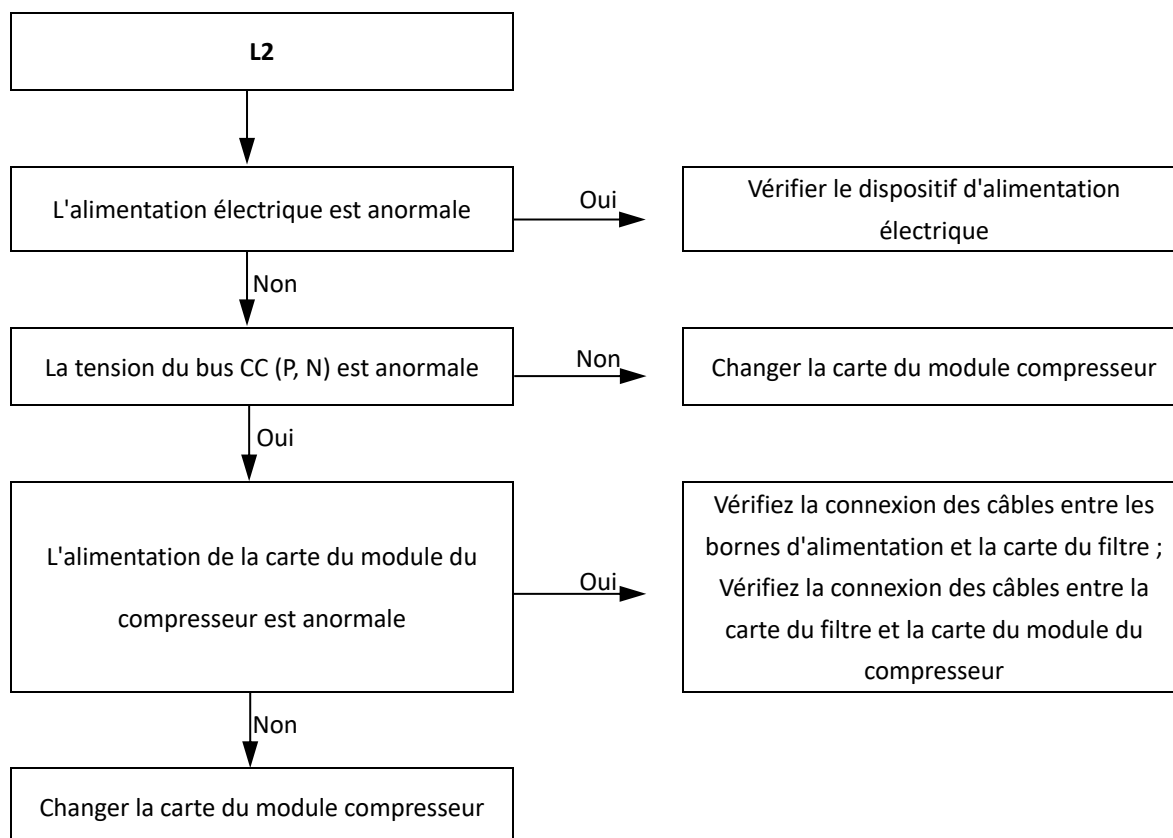 L2
L'alimentation électrique est anormale
Oui
Vérifier le dispositif d'alimentation
électrique
Non
La tension du bus CC (P, N) est anormale
Non
Changer la carte du module compresseur
Oui
L'alimentation de la carte du module du
compresseur est anormale
Oui
Vérifiez la connexion des câbles entre les
bornes d'alimentation et la carte du filtre ;
Vérifiez la connexion des câbles entre la
carte du filtre et la carte du module du
compresseur
Non
Changer la carte du module compresseur